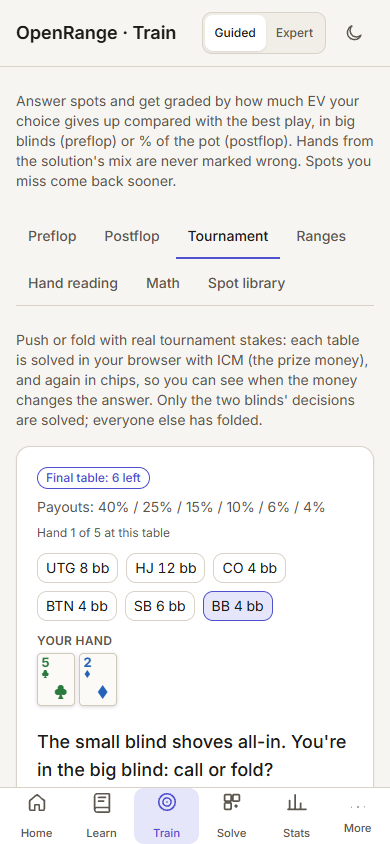 OpenRange · Train
Guided
Expert
Answer spots and get graded by how much EV your
choice gives up compared with the best play, in big
blinds (preflop) or % of the pot (postflop). Hands from
the solution's mix are never marked wrong. Spots you
miss come back sooner.
Preflop
Postflop
Tournament
Ranges
Hand reading
Math
Spot library
Push or fold with real tournament stakes: each table
is solved in your browser with ICM (the prize money),
and again in chips, so you can see when the money
changes the answer. Only the two blinds' decisions
are solved; everyone else has folded.
Final table: 6 left
Payouts: 40% / 25% / 15% / 10% / 6% / 4%
Hand 1 of 5 at this table
UTG 8 bb
HJ 12 bb
CO 4 bb
BTN 4 bb
SB 6 bb
BB 4 bb
YOUR HAND
5♣
2♦
The small blind shoves all-in. You're
in the big blind: call or fold?
Home
Learn
Train
Solve
Stats
More